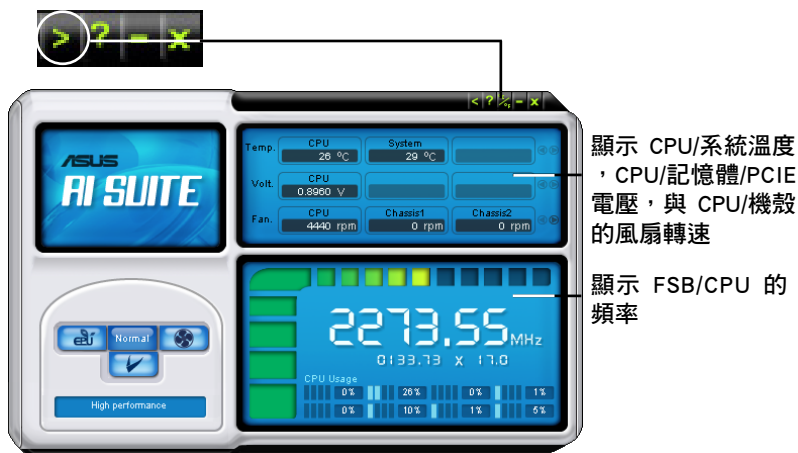 > ? - x
< ? °C/°F - x
ASUS
AI SUITE
Temp. CPU 26 °C System 29 °C
Volt. CPU 0.8960 V
Fan. CPU 4440 rpm Chassis1 0 rpm Chassis2 0 rpm
顯示 CPU/系統溫度
，CPU/記憶體/PCIE
電壓，與 CPU/機殼
的風扇轉速
顯示 FSB/CPU 的
頻率
2273.55 MHz
0133.73 X 17.0
CPU Usage
0% 26% 0% 1%
0% 10% 1% 5%
Normal
High performance